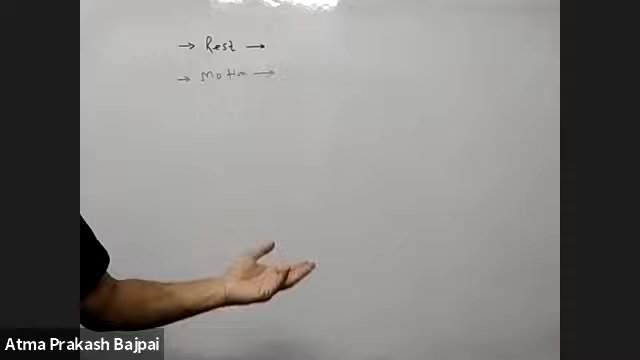 → Rest →
→ Motion →
Atma Prakash Bajpai